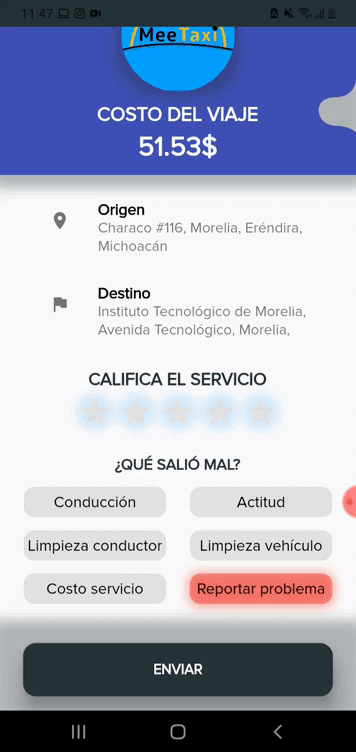 11:47
MeeTaxi
COSTO DEL VIAJE
51.53$
Origen
Characo #116, Morelia, Eréndira,
Michoacán
Destino
Instituto Tecnológico de Morelia,
Avenida Tecnológico, Morelia,
CALIFICA EL SERVICIO
¿QUÉ SALIÓ MAL?
Conducción
Actitud
Limpieza conductor
Limpieza vehículo
Costo servicio
Reportar problema
ENVIAR